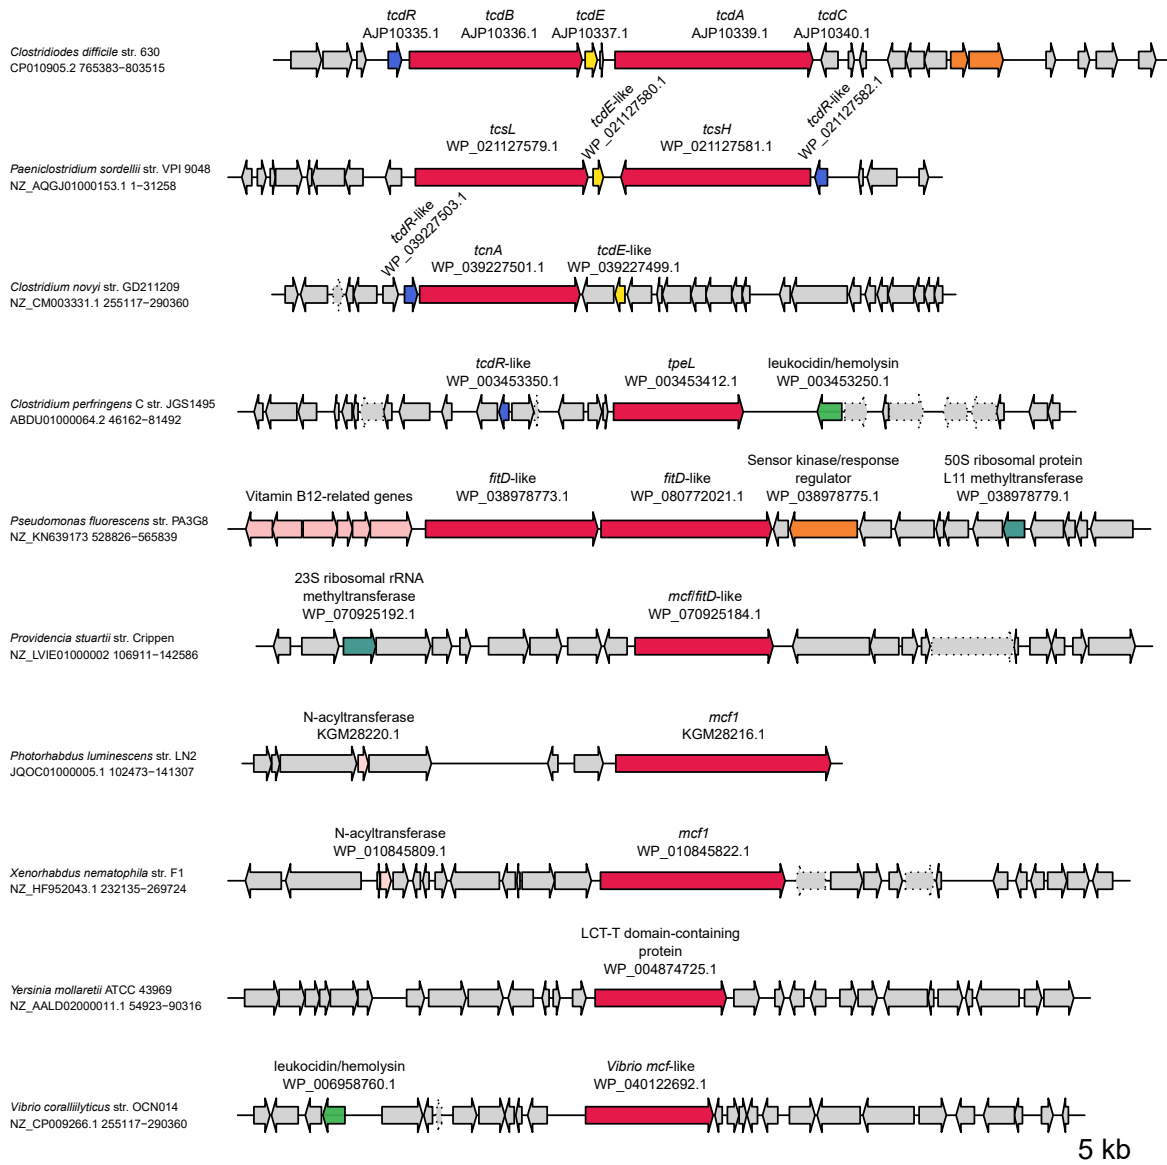 tcdR tcdB tcdE tcdA tcdC
AJP10335.1 AJP10336.1 AJP10337.1 AJP10339.1 AJP10340.1
Clostridiodes difficile str. 630
CP010905.2 765383–803515
tcdE-like
WP_021127580.1
tcdR-like
WP_021127582.1
tcsL tcsH
WP_021127579.1 WP_021127581.1
Paeniclostridium sordellii str. VPI 9048
NZ_AQGJ01000153.1 1–31258
tcdR-like
WP_039227503.1
tcnA tcdE-like
WP_039227501.1 WP_039227499.1
Clostridium novyi str. GD211209
NZ_CM003331.1 255117–290360
tcdR-like tpeL leukocidin/hemolysin
WP_003453350.1 WP_003453412.1 WP_003453250.1
Clostridium perfringens C str. JGS1495
ABDU01000064.2 46162–81492
Sensor kinase/response 50S ribosomal protein
fitD-like fitD-like regulator L11 methyltransferase
Vitamin B12-related genes WP_038978773.1 WP_080772021.1 WP_038978775.1 WP_038978779.1
Pseudomonas fluorescens str. PA3G8
NZ_KN639173 528826–565839
23S ribosomal rRNA
methyltransferase mcf/fitD-like
WP_070925192.1 WP_070925184.1
Providencia stuartii str. Crippen
NZ_LVIE01000002 106911–142586
N-acyltransferase mcf1
KGM28220.1 KGM28216.1
Photorhabdus luminescens str. LN2
JQOC01000005.1 102473–141307
N-acyltransferase mcf1
WP_010845809.1 WP_010845822.1
Xenorhabdus nematophila str. F1
NZ_HF952043.1 232135–269724
LCT-T domain-containing
protein
WP_004874725.1
Yersinia mollaretii ATCC 43969
NZ_AALD02000011.1 54923–90316
leukocidin/hemolysin Vibrio mcf-like
WP_006958760.1 WP_040122692.1
Vibrio coralliilyticus str. OCN014
NZ_CP009266.1 255117–290360
5 kb